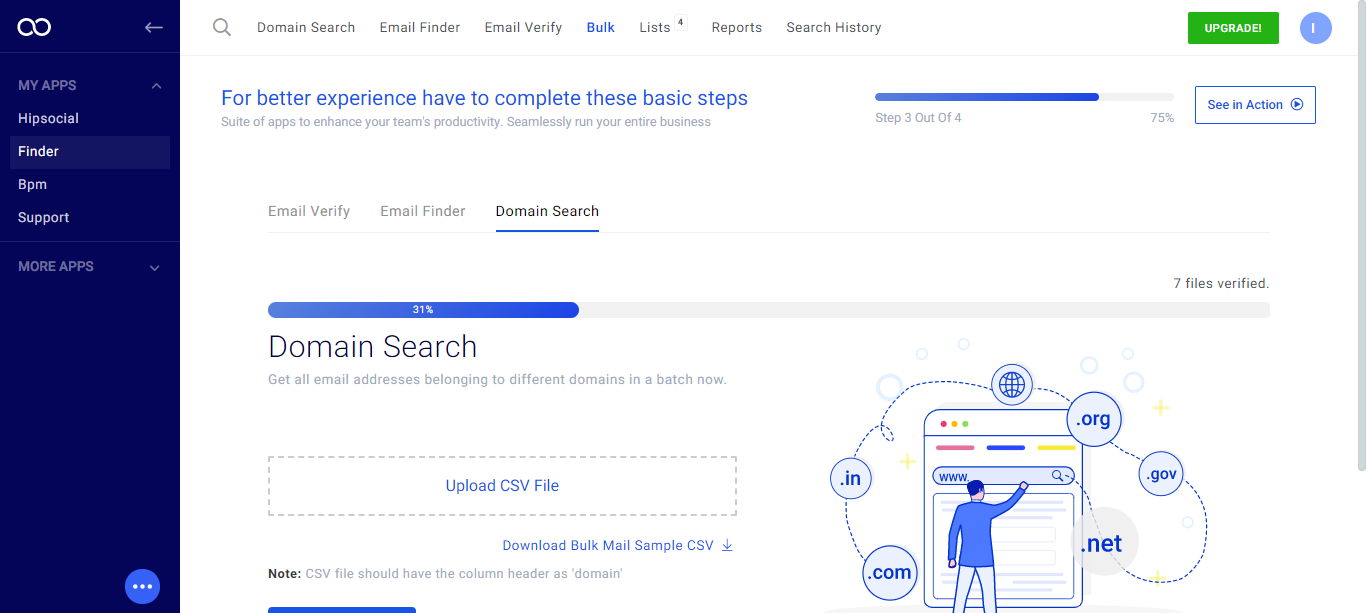 Domain Search Email Finder Email Verify Bulk Lists 4 Reports Search History UPGRADE! I
MY APPS
Hipsocial
Finder
Bpm
Support
MORE APPS
For better experience have to complete these basic steps
Suite of apps to enhance your team's productivity. Seamlessly run your entire business
Step 3 Out Of 4 75%
See in Action
Email Verify Email Finder Domain Search
7 files verified.
31%
Domain Search
Get all email addresses belonging to different domains in a batch now.
Upload CSV File
Download Bulk Mail Sample CSV
Note: CSV file should have the column header as 'domain'
.org
.in
www.
.gov
.net
.com